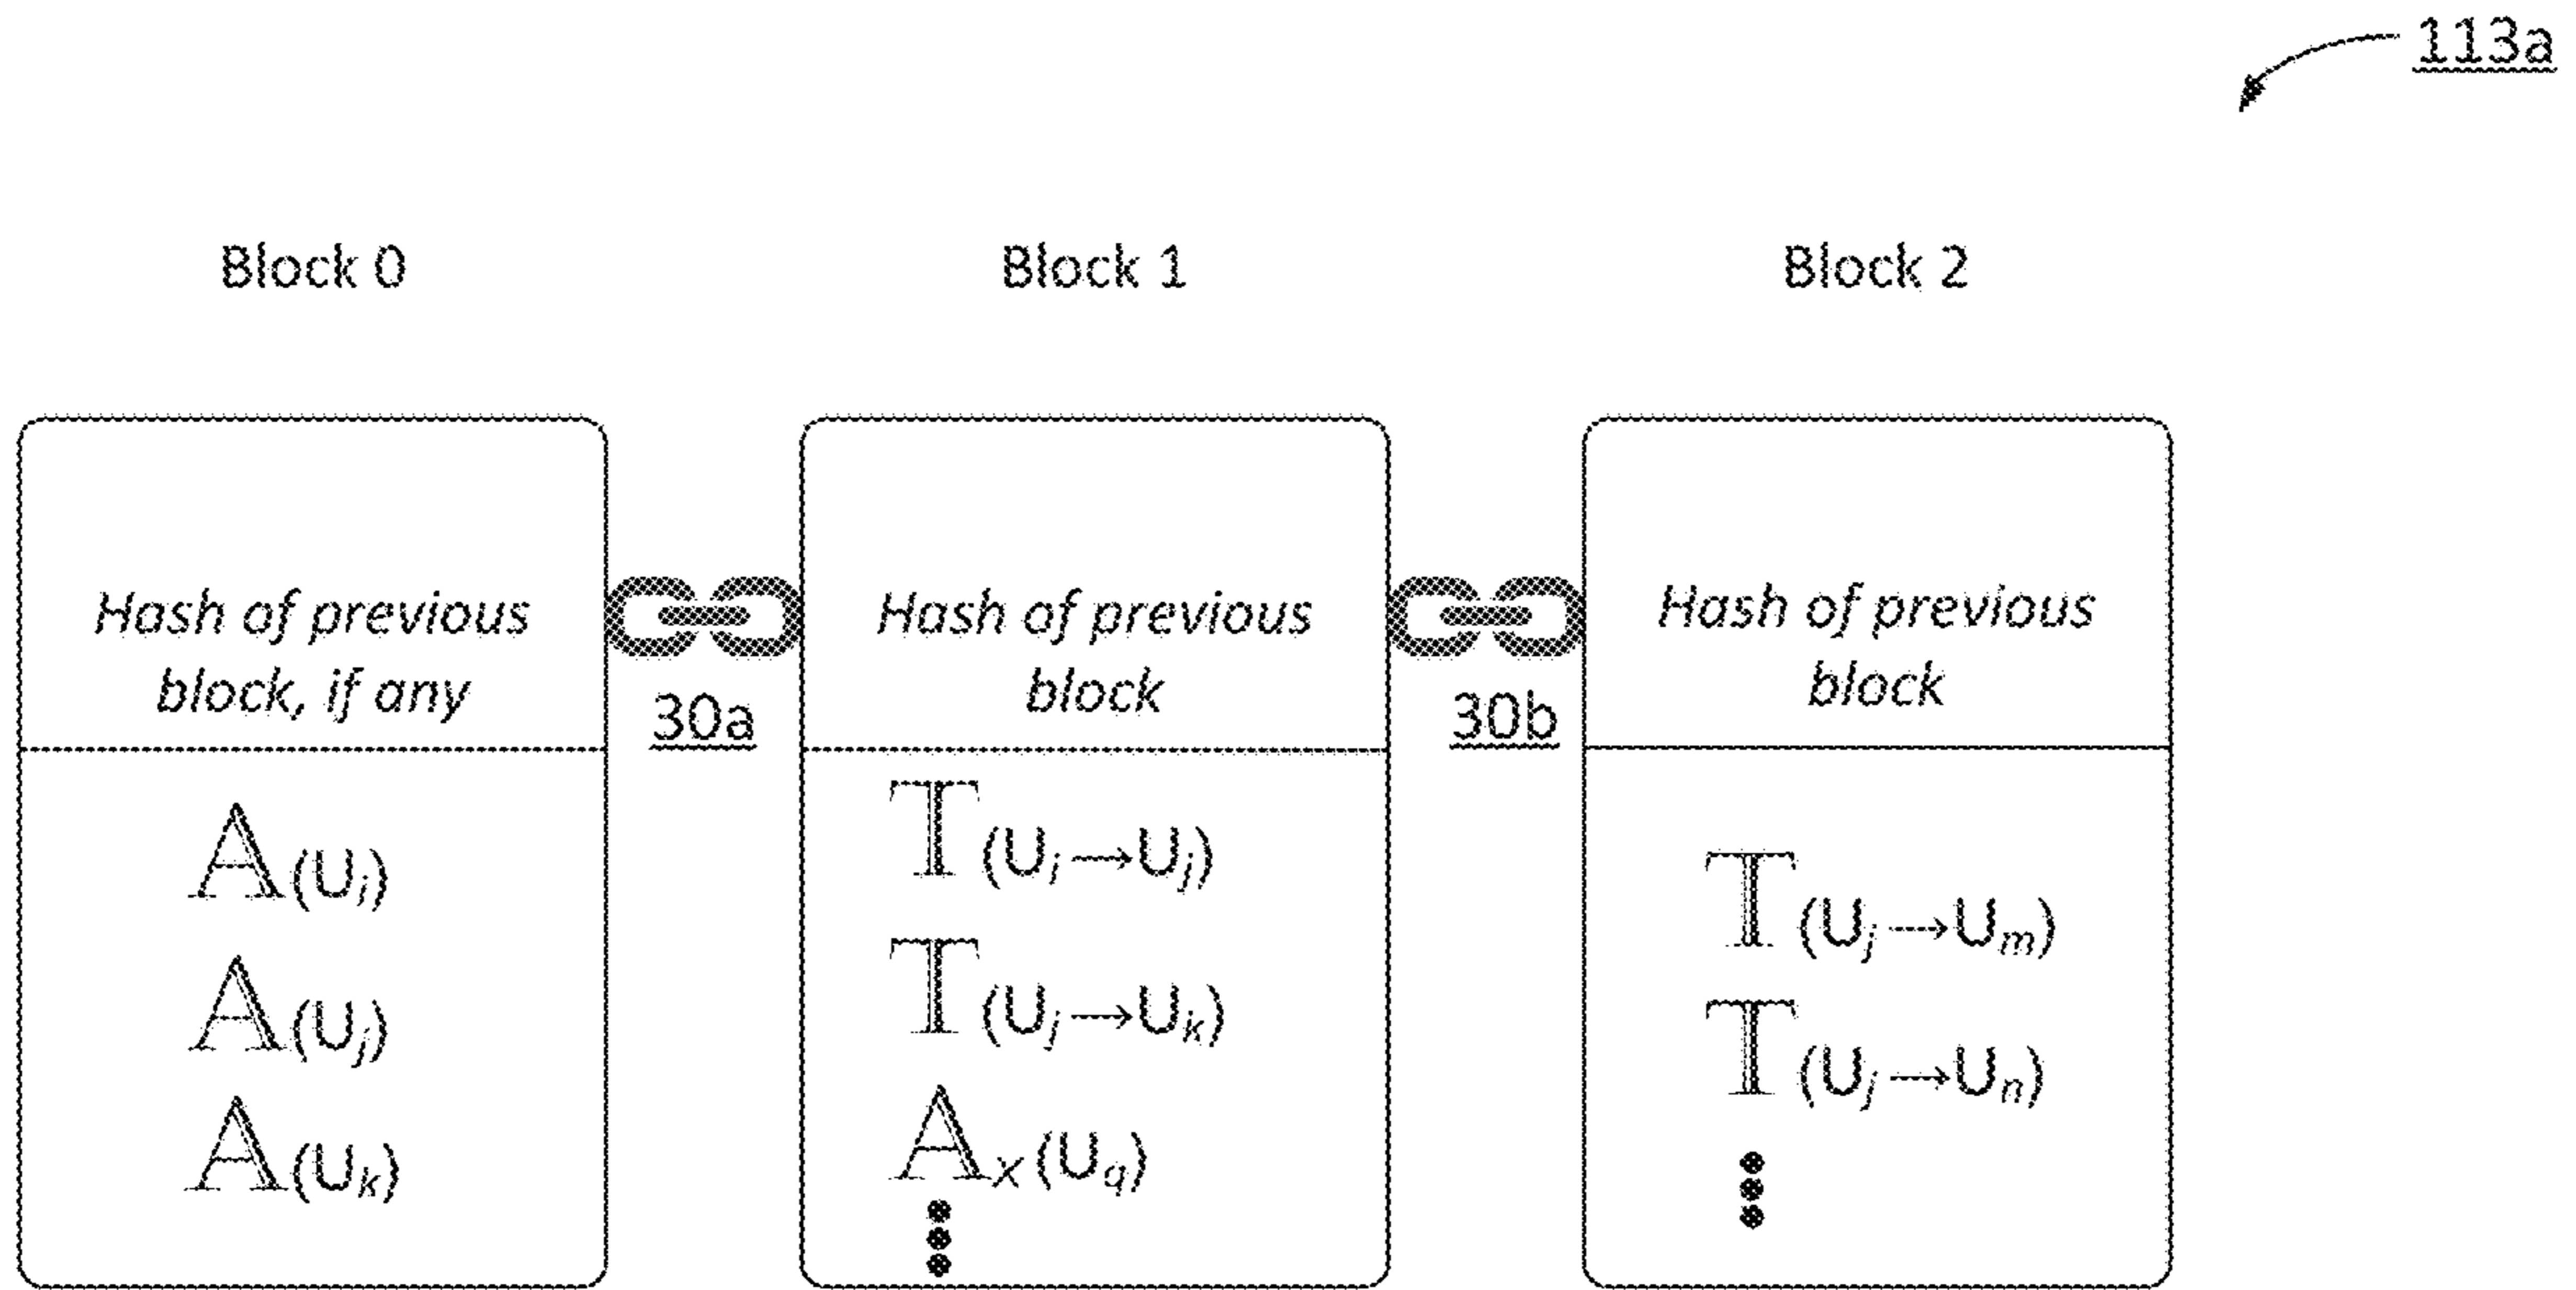 113a
Block 0
Hash of previous
block, if any
A(Ui)
A(Uj)
A(Uk)
30a
Block 1
Hash of previous
block
T(Ui→Uj)
T(Uj→Uk)
Ax(Uq)
30b
Block 2
Hash of previous
block
T(Uj→Um)
T(Uj→Un)